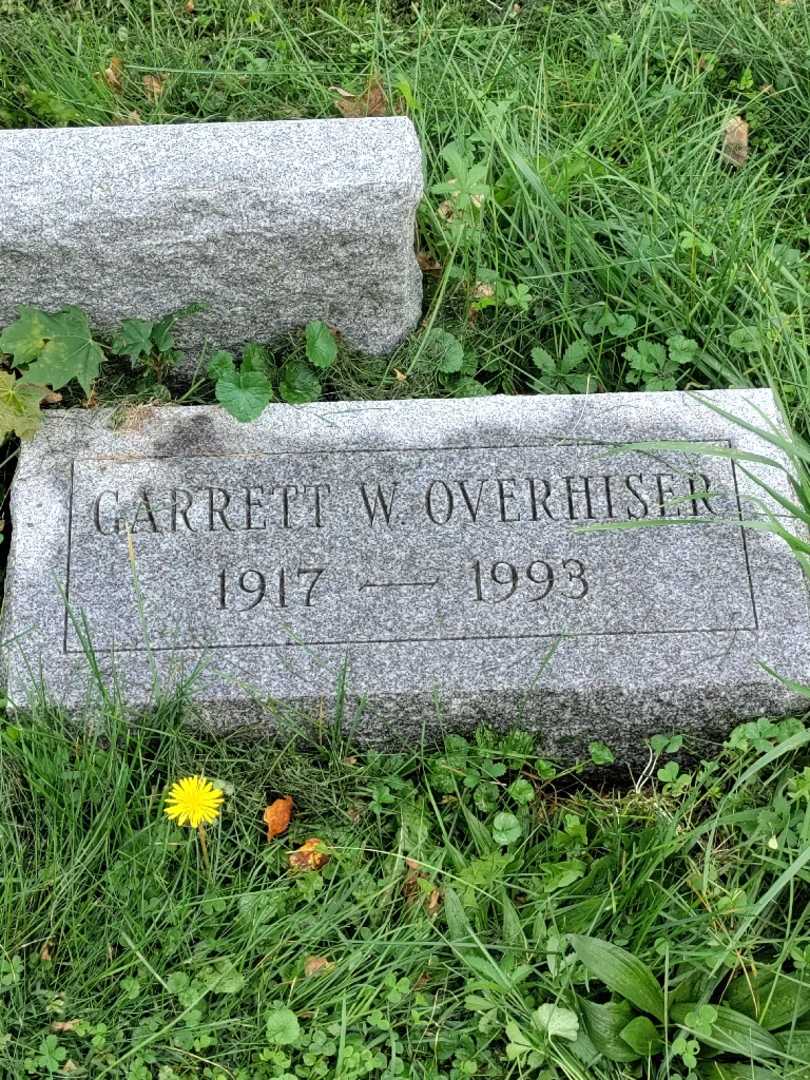 GARRETT W. OVERHISER
1917 — 1993